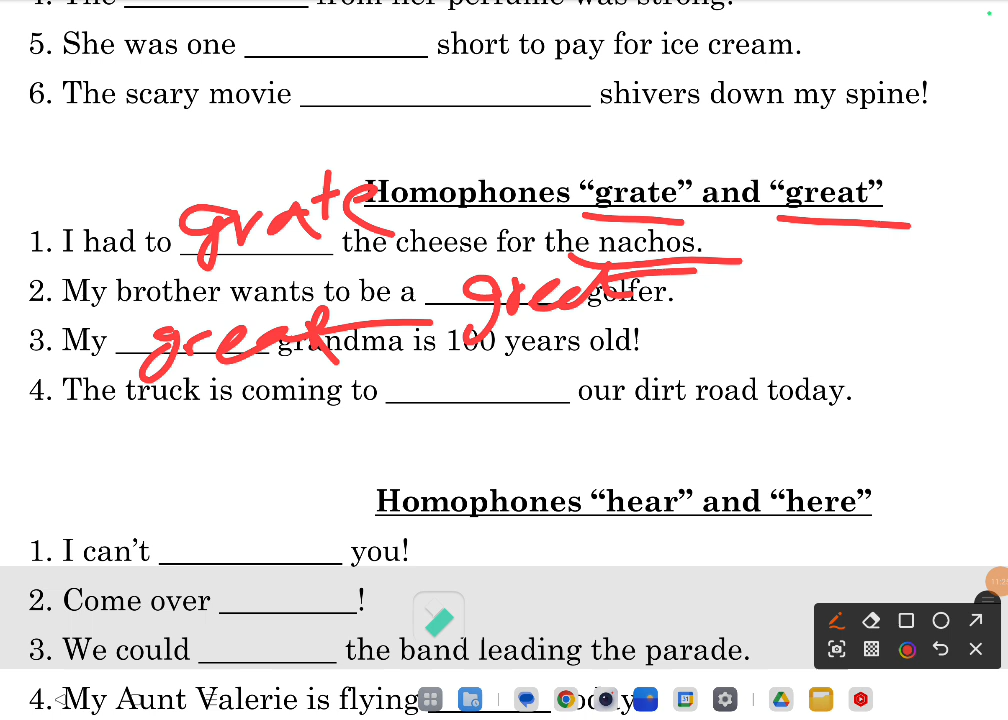 5. She was one ____________ short to pay for ice cream.
6. The scary movie ___________________ shivers down my spine!
Homophones “grate” and “great”
1. I had to grate the cheese for the nachos.
2. My brother wants to be a great golfer.
3. My great grandma is 100 years old!
4. The truck is coming to ____________ our dirt road today.
Homophones “hear” and “here”
1. I can’t ____________ you!
2. Come over _________!
3. We could _________ the band leading the parade.
4. My Aunt Valerie is flying ________